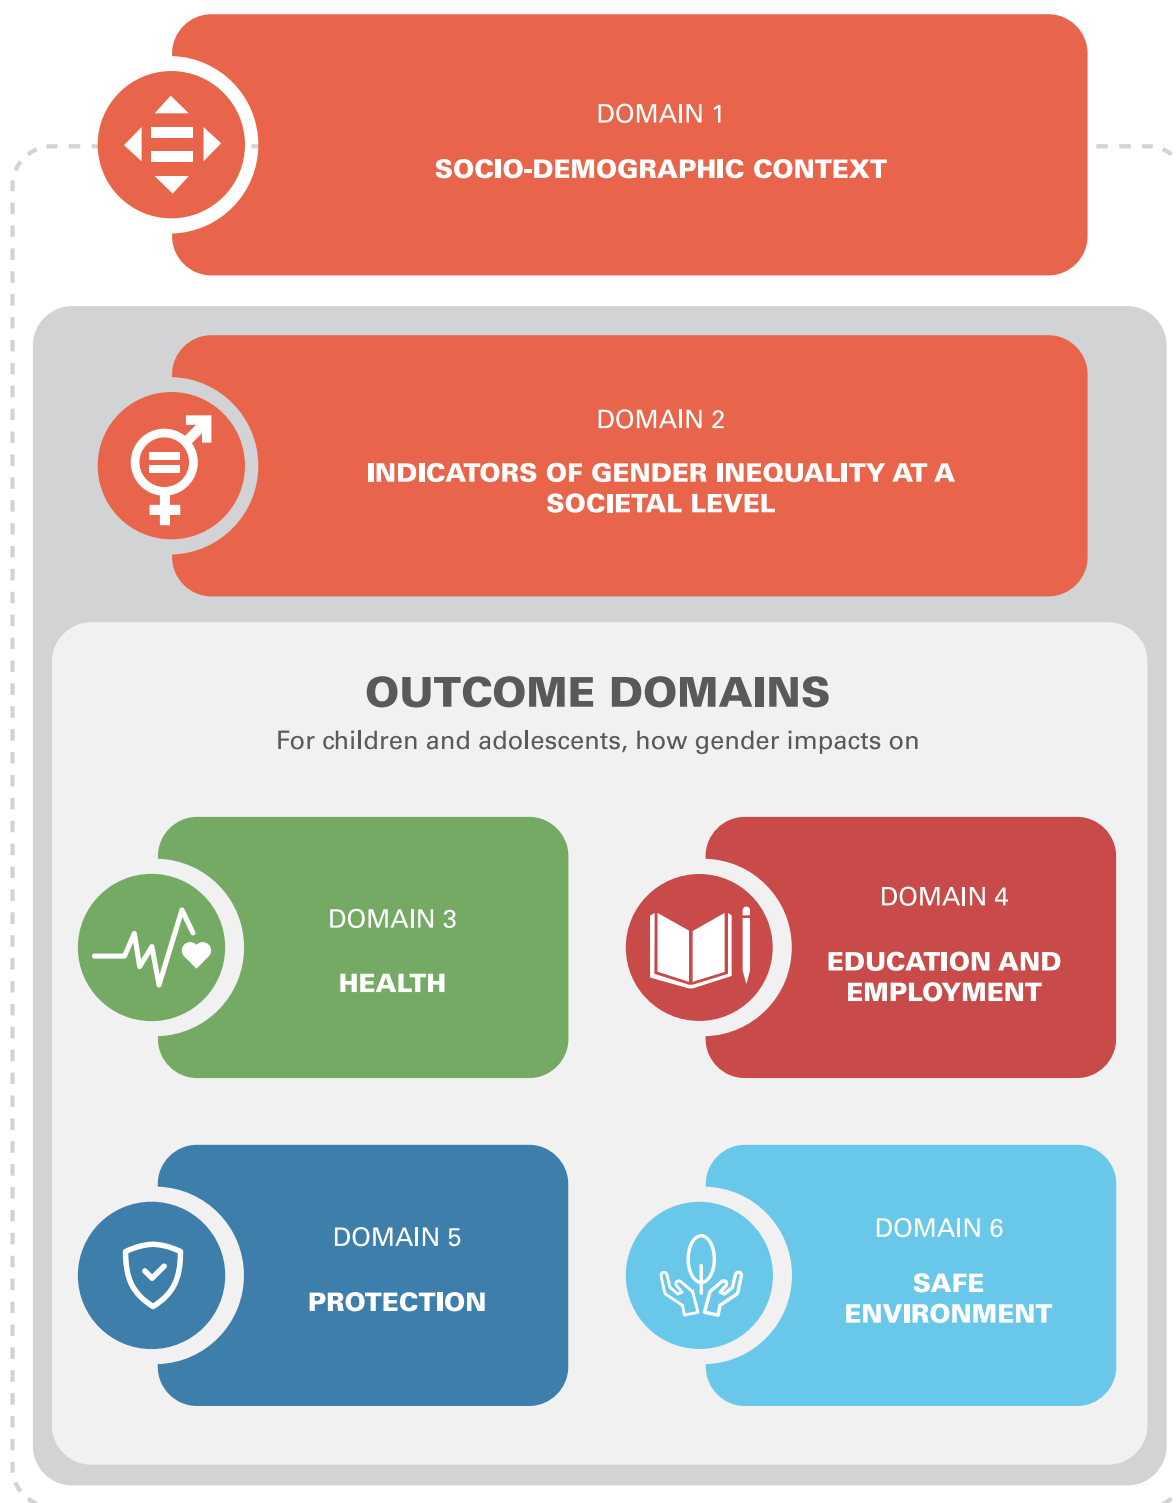 DOMAIN 1
SOCIO-DEMOGRAPHIC CONTEXT
DOMAIN 2
INDICATORS OF GENDER INEQUALITY AT A
SOCIETAL LEVEL
OUTCOME DOMAINS
For children and adolescents, how gender impacts on
DOMAIN 3
HEALTH
DOMAIN 4
EDUCATION AND
EMPLOYMENT
DOMAIN 5
PROTECTION
DOMAIN 6
SAFE
ENVIRONMENT